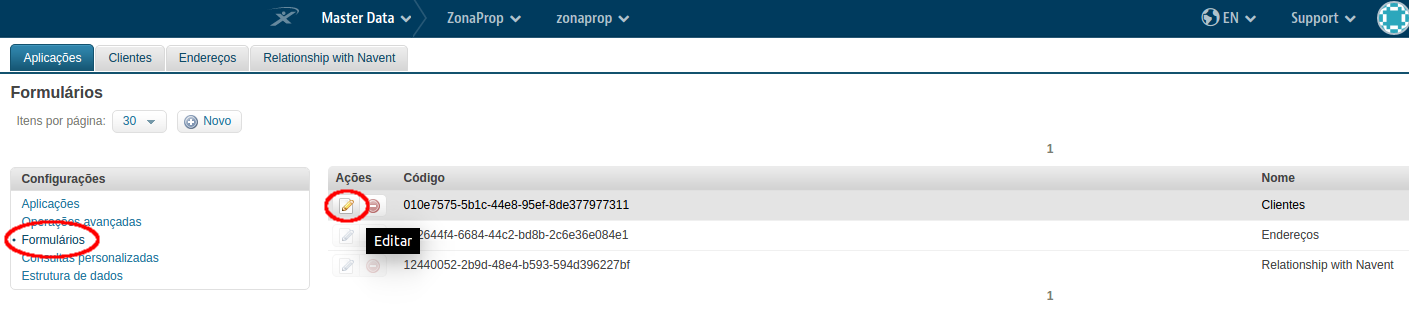 Master Data ZonaProp zonaprop EN Support
Aplicações Clientes Endereços Relationship with Navent
Formulários
Itens por página: 30 Novo
1
Configurações
Aplicações
Operações avançadas
Formulários
Consultas personalizadas
Estrutura de dados
Ações Código Nome
010e7575-5b1c-44e8-95ef-8de377977311 Clientes
Editar
2644f4-6684-44c2-bd8b-2c6e36e084e1 Endereços
12440052-2b9d-48e4-b593-594d396227bf Relationship with Navent
1